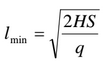 l_min = √(2HS/q)